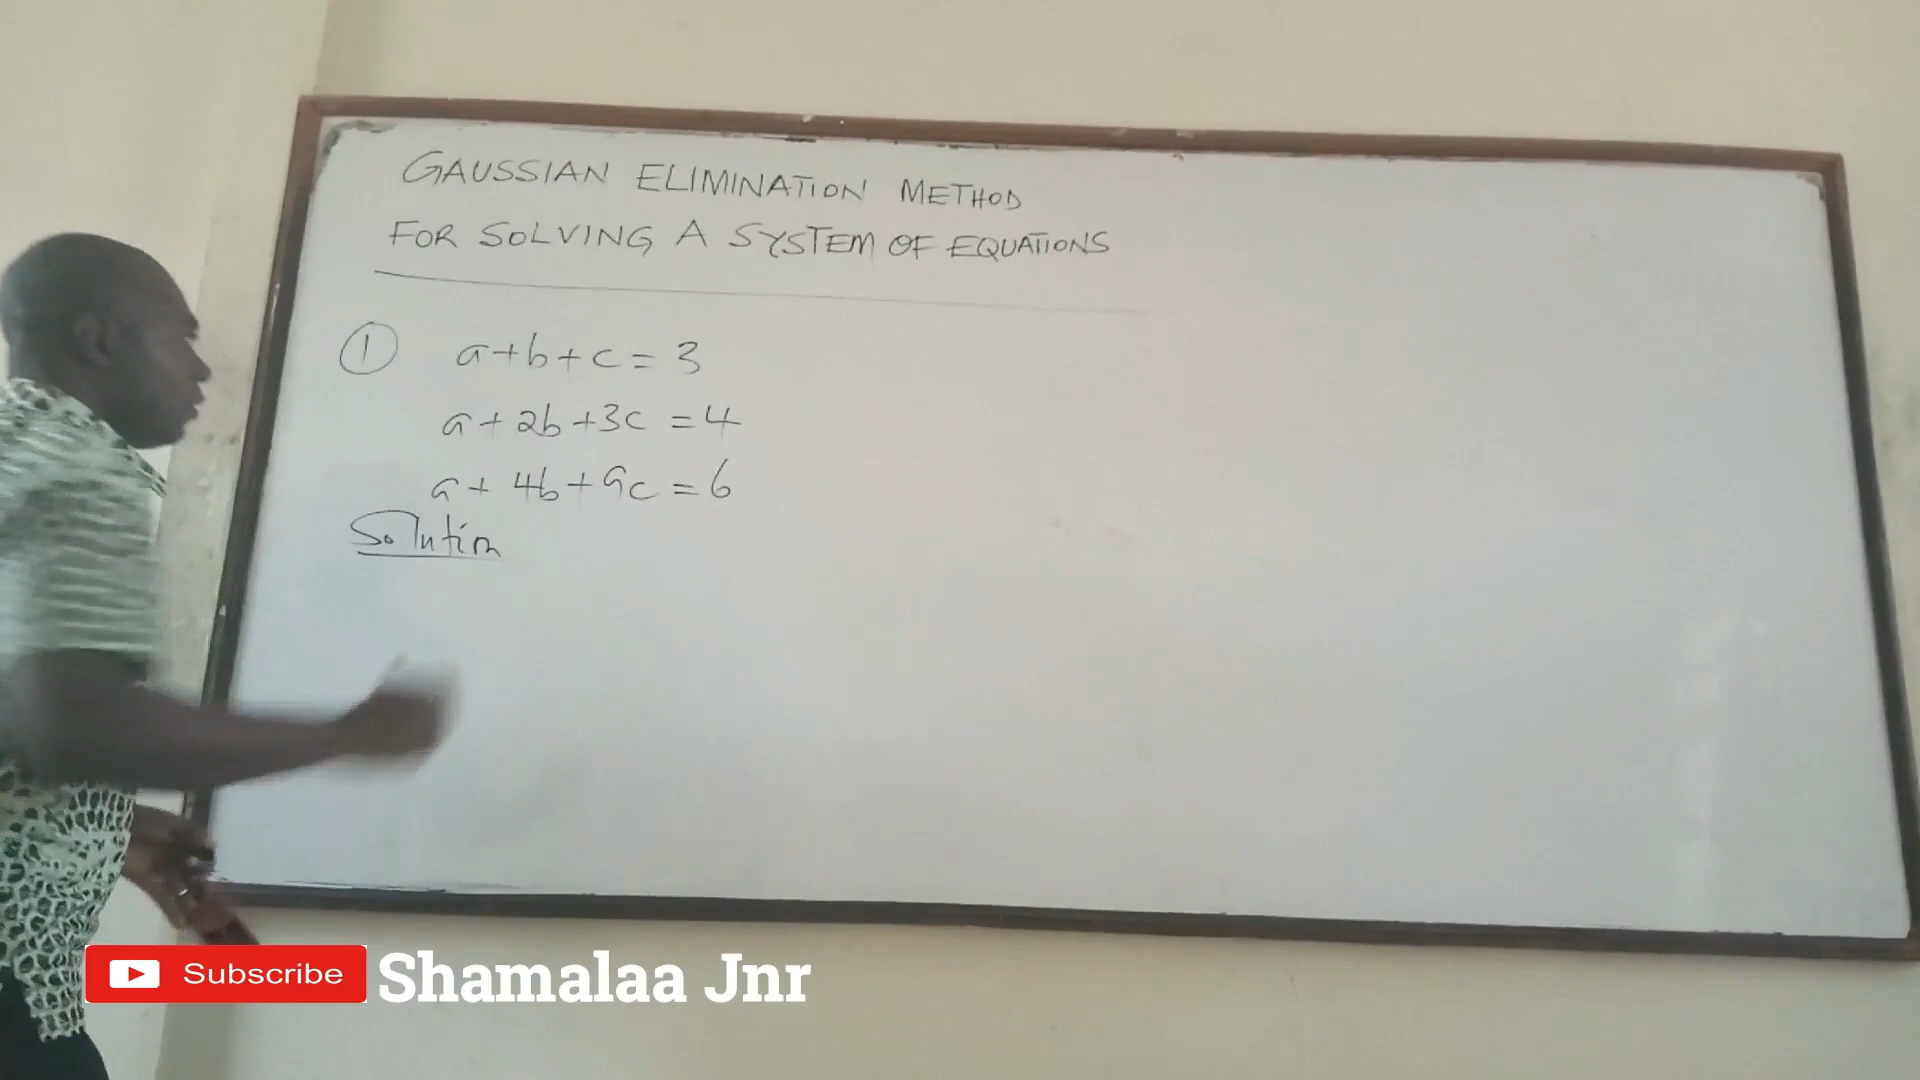 GAUSSIAN ELIMINATION METHOD
FOR SOLVING A SYSTEM OF EQUATIONS
① a+b+c=3
a+2b+3c=4
a+4b+9c=6
Solution
Subscribe Shamalaa Jnr